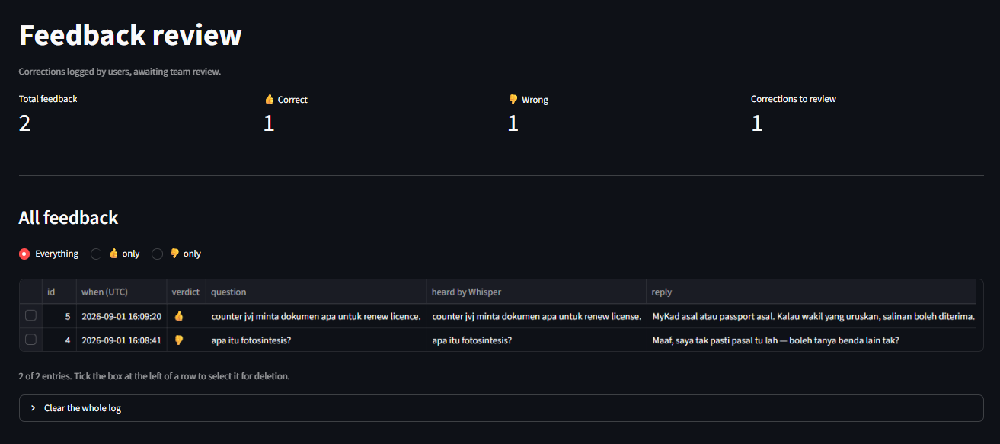 Feedback review
Corrections logged by users, awaiting team review.
Total feedback
👍 Correct
👎 Wrong
Corrections to review
2
1
1
1
All feedback
Everything
👍 only
👎 only
id when (UTC) verdict question heard by Whisper reply
5 2026-09-01 16:09:20 👍 counter jvj minta dokumen apa untuk renew licence. counter jvj minta dokumen apa untuk renew license. MyKad asal atau passport asal. Kalau wakil yang uruskan, salinan boleh diterima.
4 2026-09-01 16:08:41 👎 apa itu fotosintesis? apa itu fotosintesis? Maaf, saya tak pasti pasal tu lah — boleh tanya benda lain tak?
2 of 2 entries. Tick the box at the left of a row to select it for deletion.
Clear the whole log